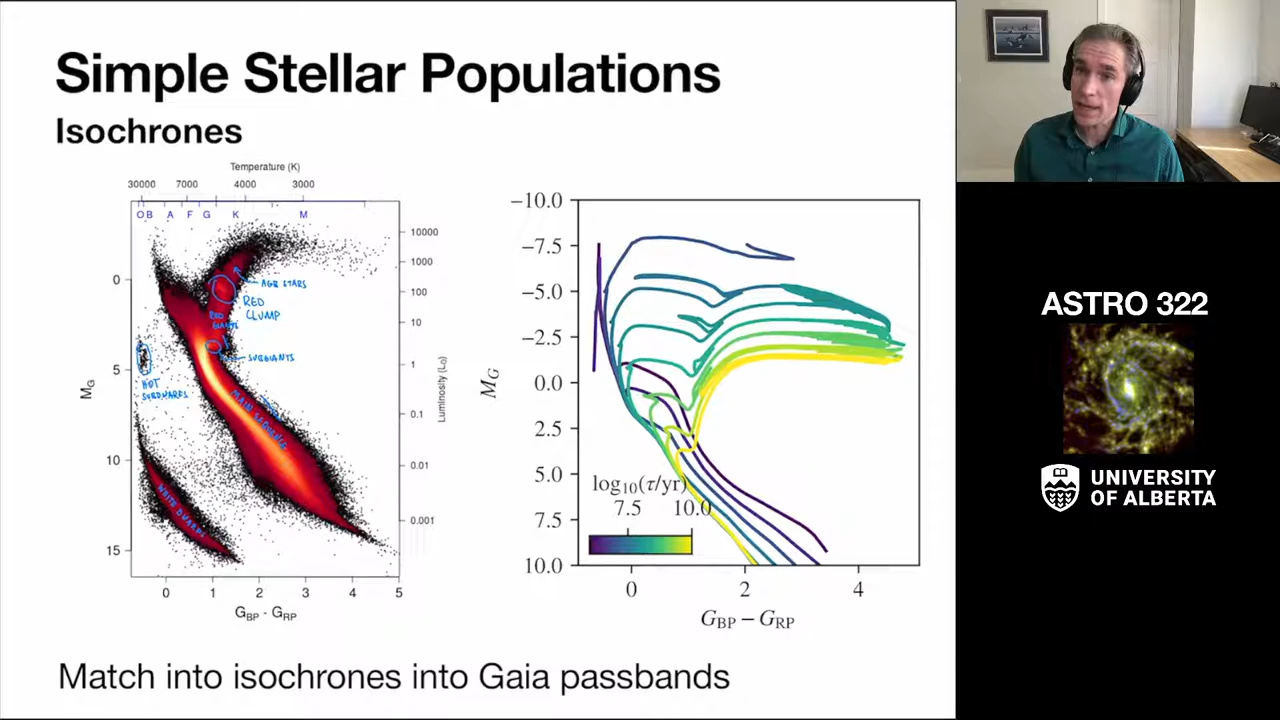 Simple Stellar Populations
Isochrones
Temperature (K)
30000 7000 4000 3000
O B A F G K M
M_G
0
5
10
15
10000
1000
100
10
1
0.1
0.01
0.001
Luminosity (L⊙)
AGB STARS
RED
CLUMP
RED
GIANTS
SUBGIANTS
HOT
SUBDWARFS
MAIN SEQUENCE
WHITE DWARFS
0 1 2 3 4 5
G_BP - G_RP
M_G
−10.0
−7.5
−5.0
−2.5
0.0
2.5
5.0
7.5
10.0
log₁₀(τ/yr)
7.5 10.0
0 2 4
G_BP − G_RP
Match into isochrones into Gaia passbands
ASTRO 322
UNIVERSITY
OF ALBERTA